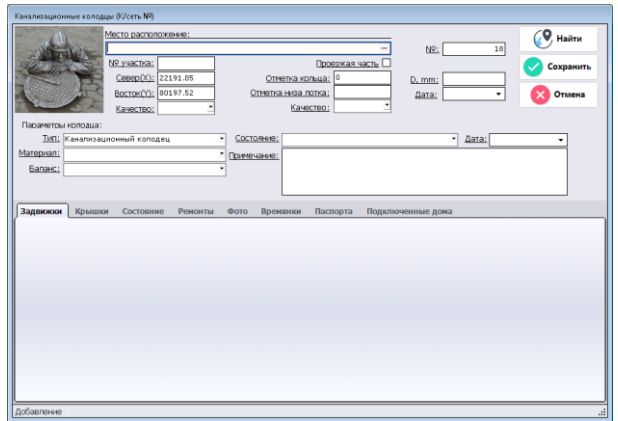 Канализационные колодцы (К/сеть №)
Место расположение:
...
№: 18
Найти
№ участка:
Проезжая часть
Север(X): 22191.05
Отметка кольца: 0
D, mm:
Сохранить
Восток(Y): 80197.52
Отметка низа лотка:
Дата:
Отмена
Качество:
Качество:
Параметры колодца:
Тип: Канализационный колодец
Состояние:
Дата:
Материал:
Примечание:
Баланс:
Задвижки Крышки Состояние Ремонты Фото Времянки Паспорта Подключенные дома
Добавление